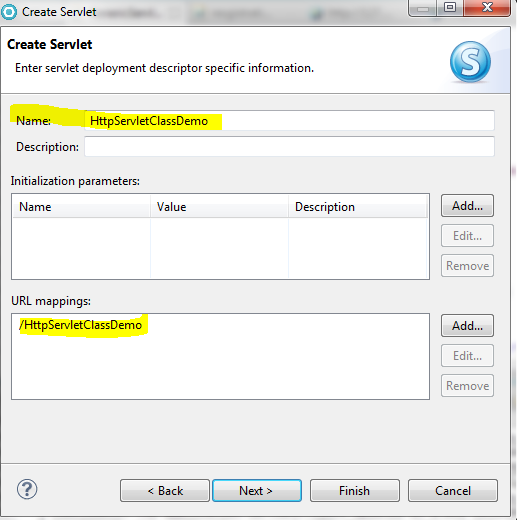 Create Servlet
Create Servlet
Enter servlet deployment descriptor specific information.
S
Name: HttpServletClassDemo
Description:
Initialization parameters:
Name Value Description
Add...
Edit...
Remove
URL mappings:
/HttpServletClassDemo
Add...
Edit...
Remove
? < Back Next > Finish Cancel